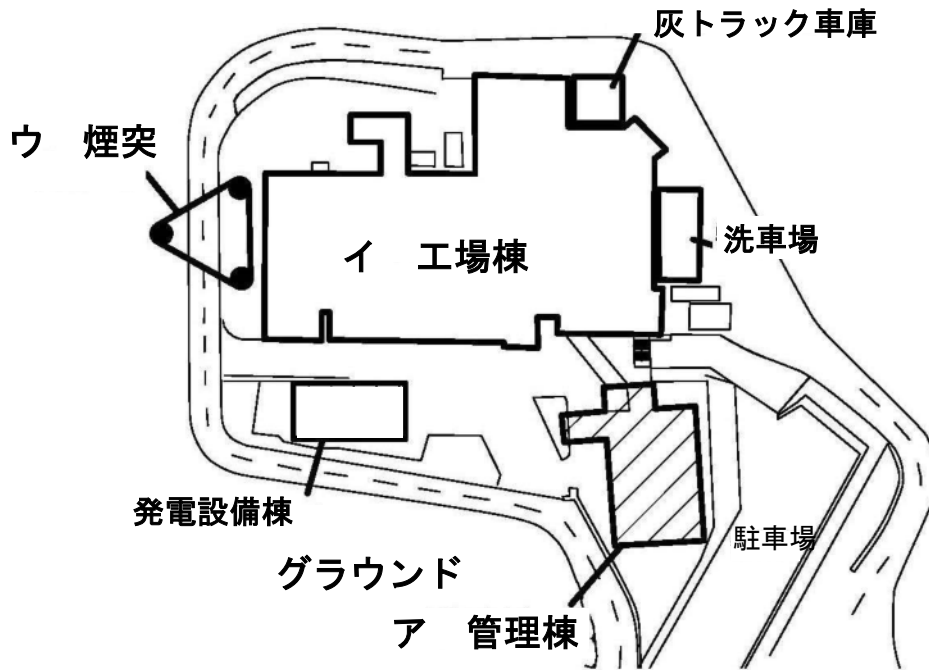 灰トラック車庫
ウ　煙突
イ　工場棟
洗車場
発電設備棟
駐車場
グラウンド
ア　管理棟